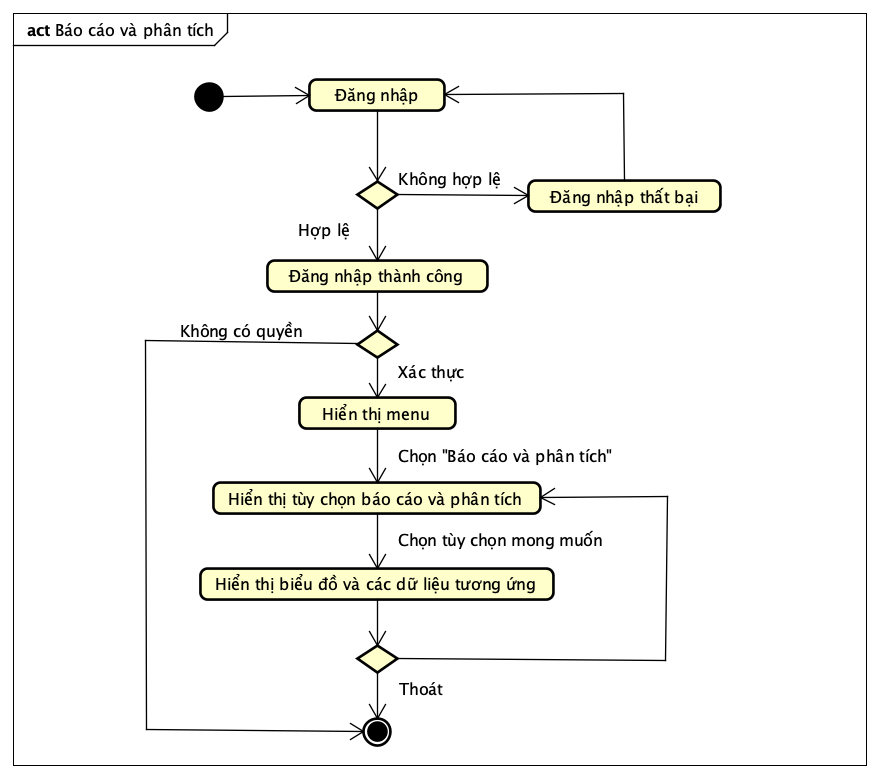 act Báo cáo và phân tích
Đăng nhập
Không hợp lệ
Đăng nhập thất bại
Hợp lệ
Đăng nhập thành công
Không có quyền
Xác thực
Hiển thị menu
Chọn "Báo cáo và phân tích"
Hiển thị tùy chọn báo cáo và phân tích
Chọn tùy chọn mong muốn
Hiển thị biểu đồ và các dữ liệu tương ứng
Thoát